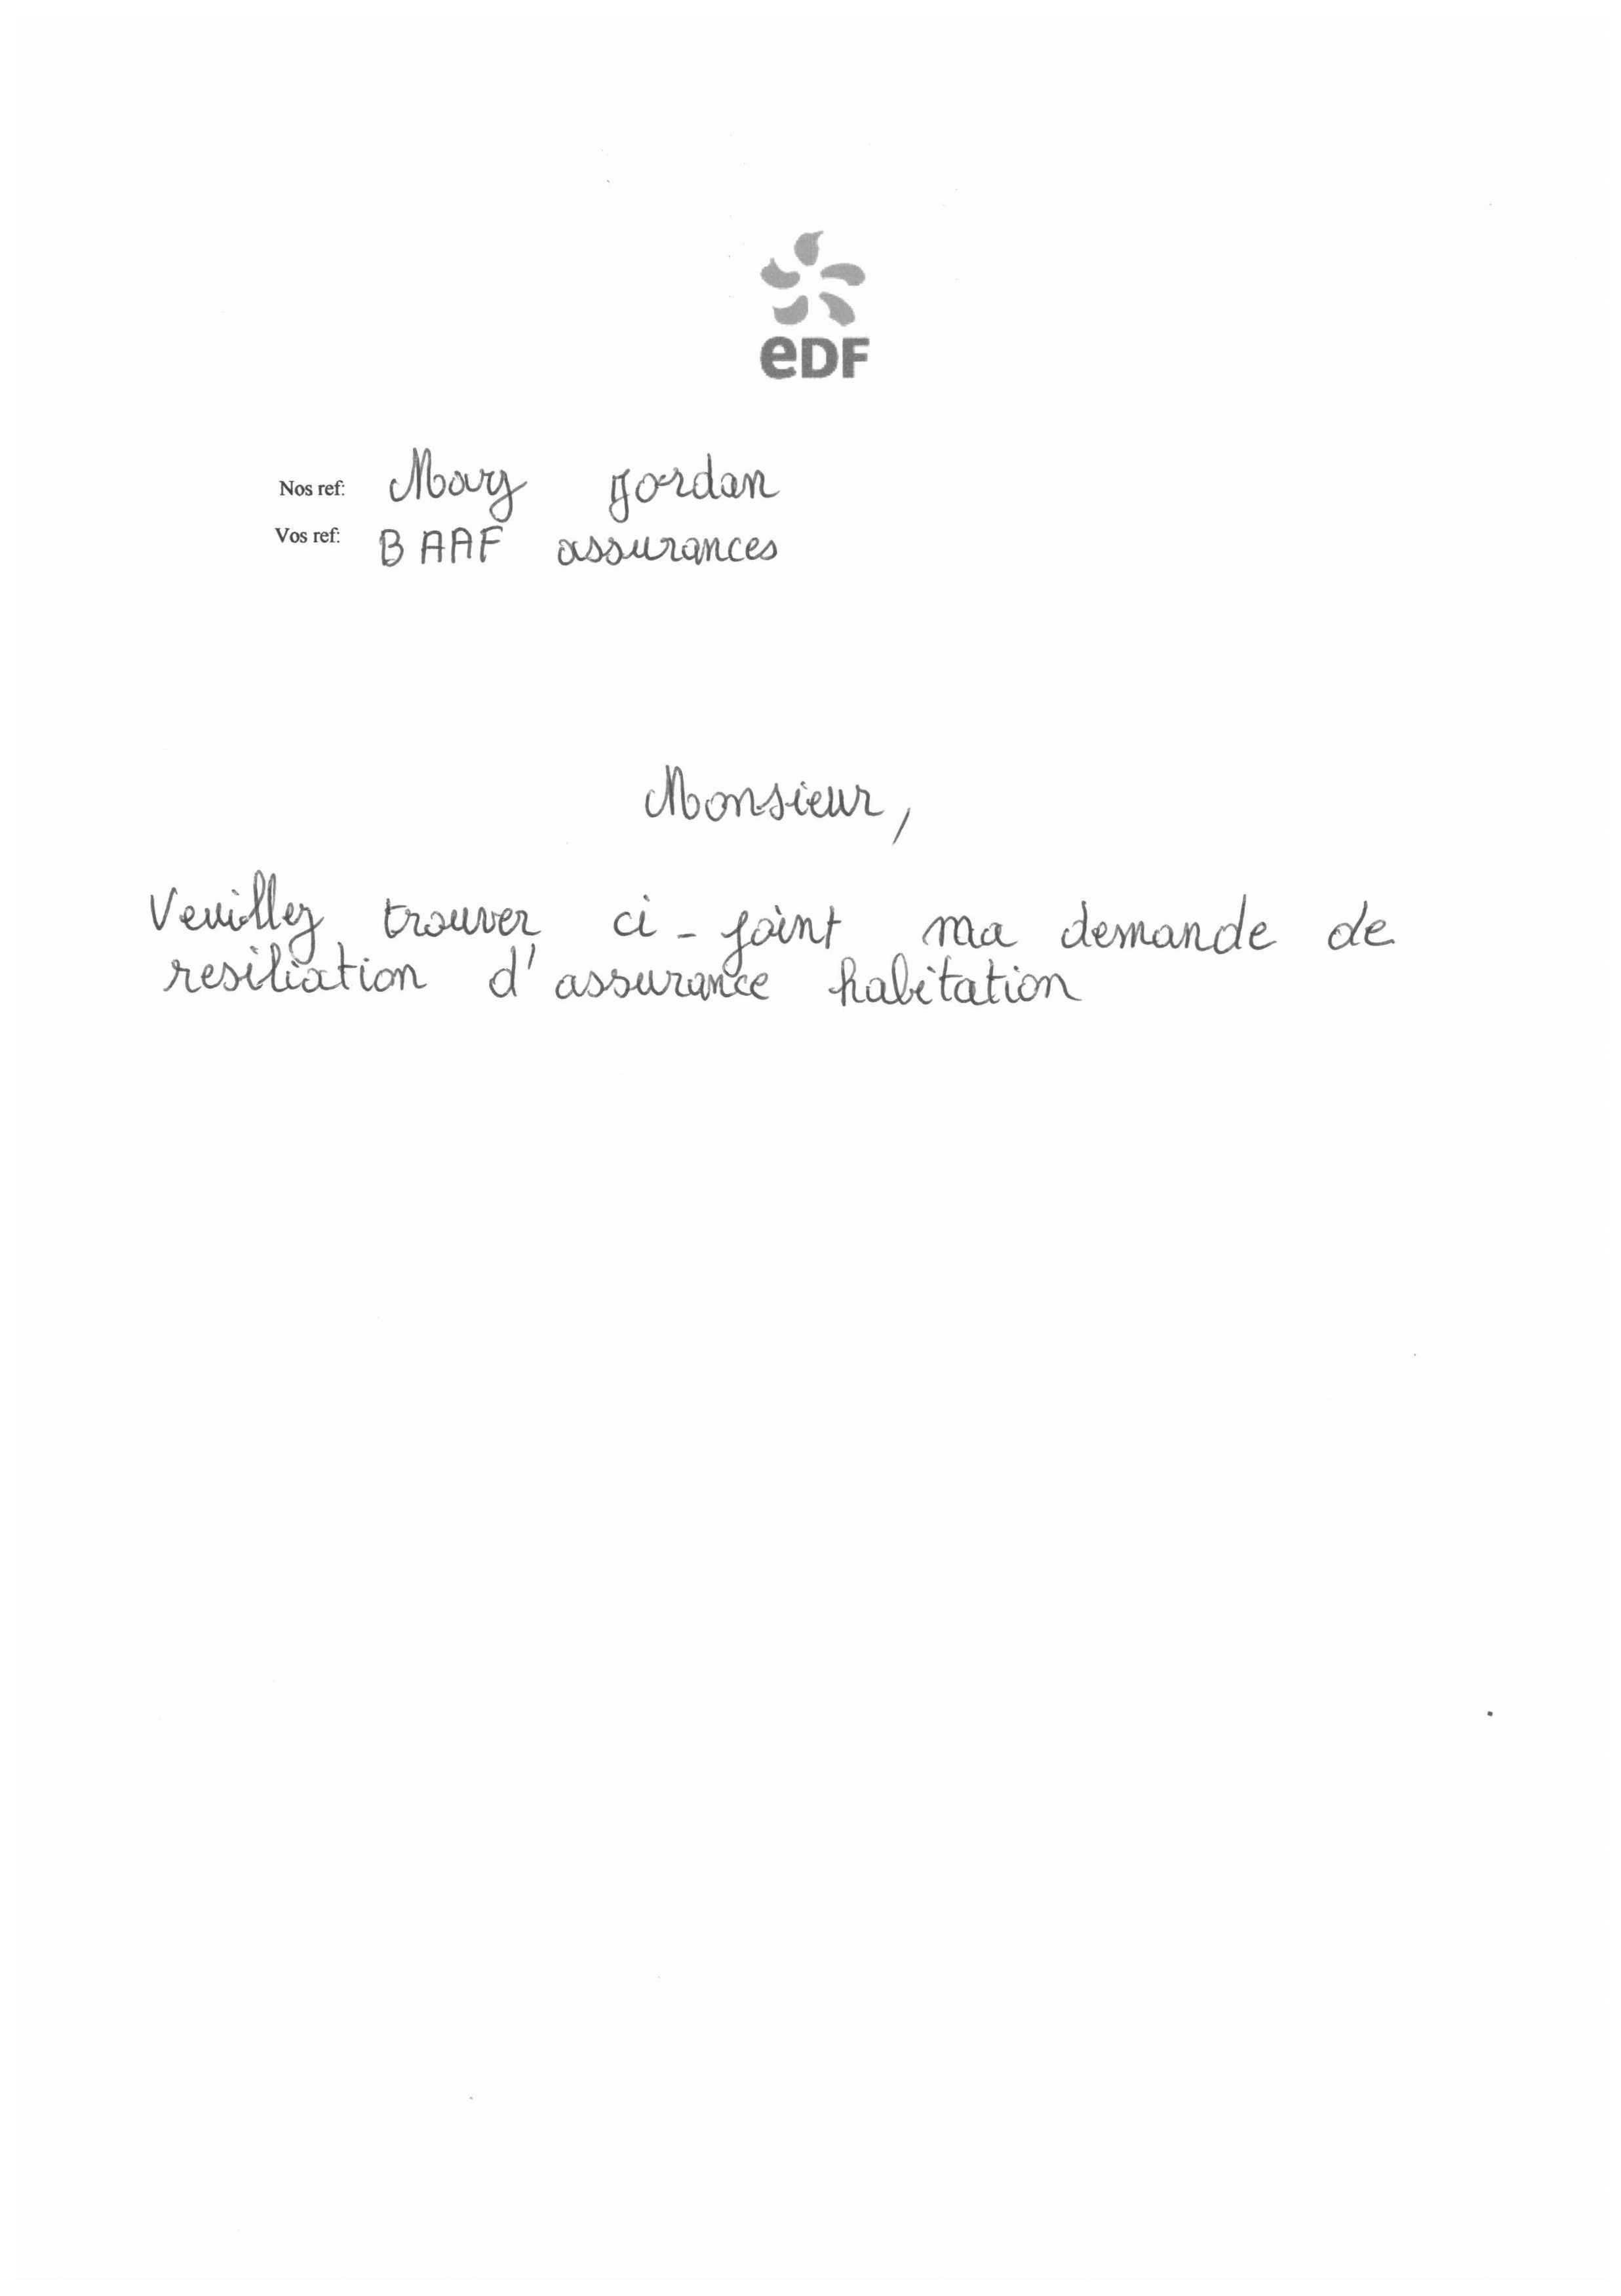 eDF
Nos ref: Mary Jordan
Vos ref: BAAF assurances
Monsieur,
Veuillez trouver ci-joint ma demande de
resiliation d'assurance habitation